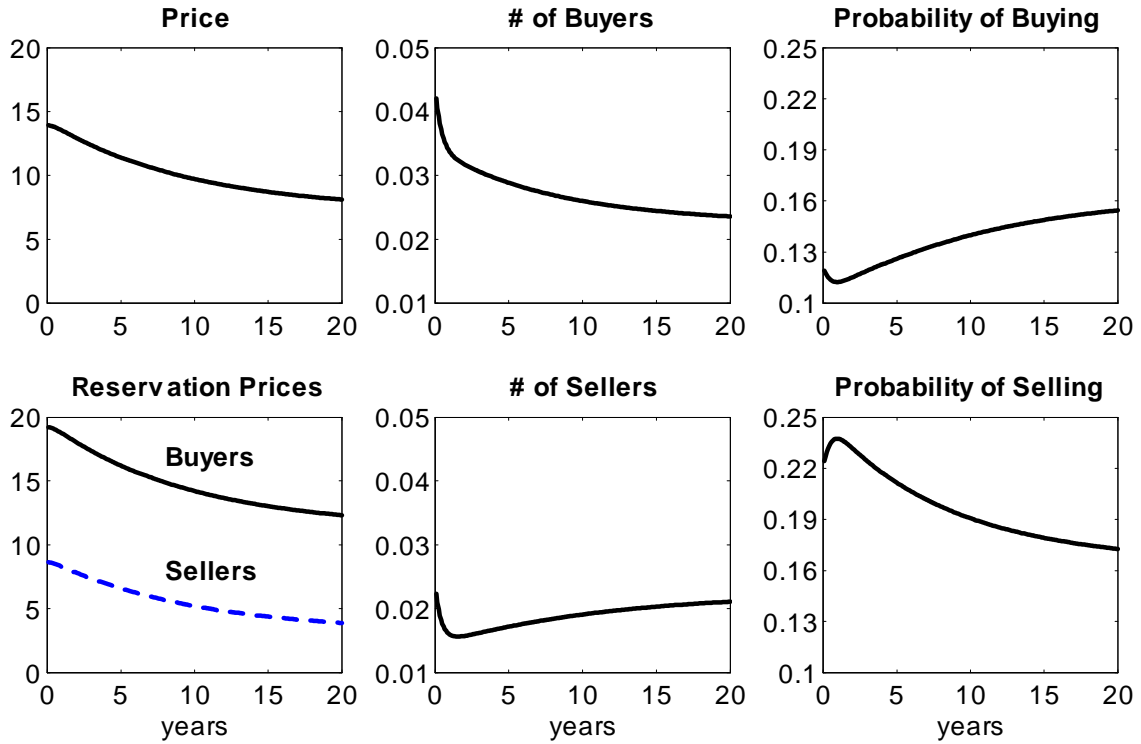 Price
20
15
10
5
0
0 5 10 15 20
# of Buyers
0.05
0.04
0.03
0.02
0.01
0 5 10 15 20
Probability of Buying
0.25
0.22
0.19
0.16
0.13
0.1
0 5 10 15 20
Reservation Prices
20
15
10
5
0
Buyers
Sellers
0 5 10 15 20
years
# of Sellers
0.05
0.04
0.03
0.02
0.01
0 5 10 15 20
years
Probability of Selling
0.25
0.22
0.19
0.16
0.13
0.1
0 5 10 15 20
years